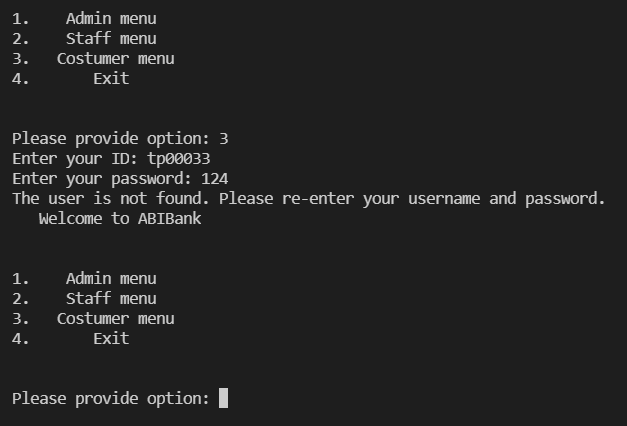 1.    Admin menu
2.    Staff menu
3.   Costumer menu
4.       Exit
Please provide option: 3
Enter your ID: tp00033
Enter your password: 124
The user is not found. Please re-enter your username and password.
   Welcome to ABIBank
1.    Admin menu
2.    Staff menu
3.   Costumer menu
4.       Exit
Please provide option: